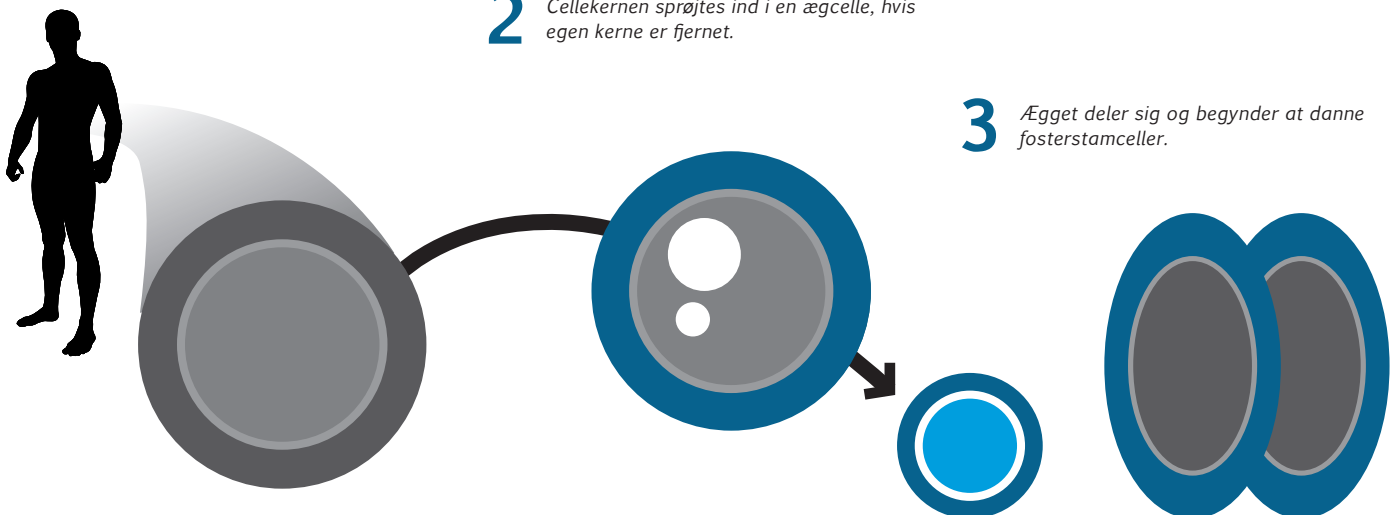 2
Cellekernen sprøjtes ind i en ægcelle, hvis
egen kerne er fjernet.
3
Ægget deler sig og begynder at danne
fosterstamceller.